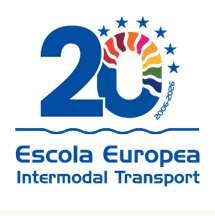 20
2006-2026
Escola Europea
Intermodal Transport